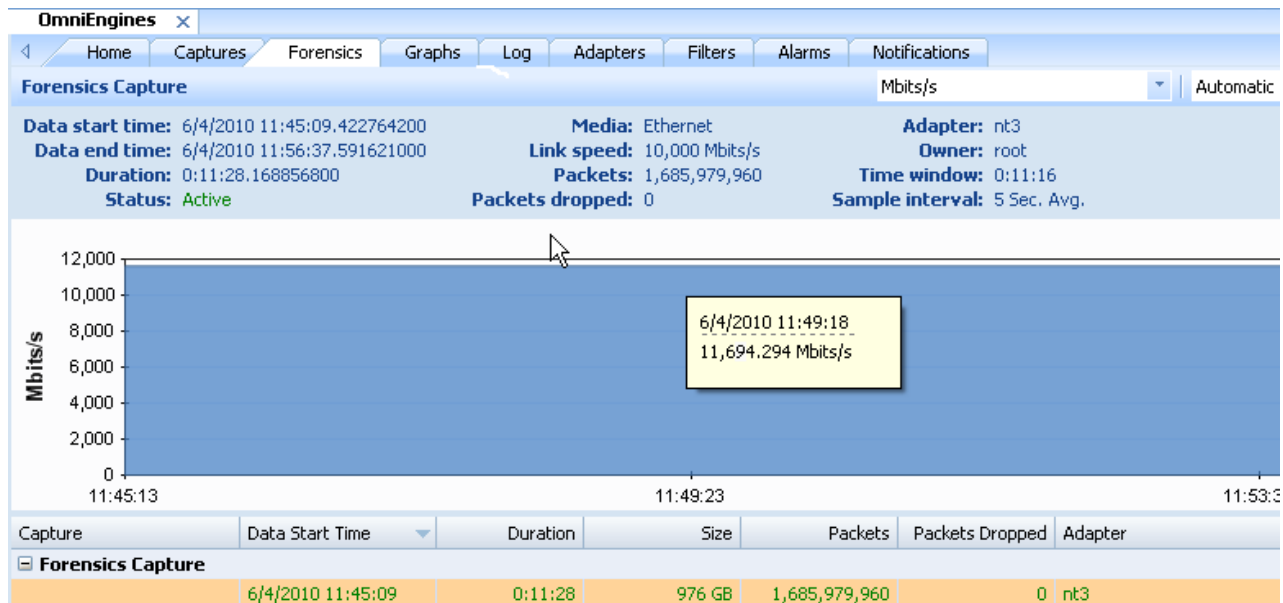 OmniEngines
Home Captures Forensics Graphs Log Adapters Filters Alarms Notifications
Forensics Capture Mbits/s Automatic
Data start time: 6/4/2010 11:45:09.422764200 Media: Ethernet Adapter: nt3
Data end time: 6/4/2010 11:56:37.591621000 Link speed: 10,000 Mbits/s Owner: root
Duration: 0:11:28.168856800 Packets: 1,685,979,960 Time window: 0:11:16
Status: Active Packets dropped: 0 Sample interval: 5 Sec. Avg.
12,000
10,000
8,000
6,000
4,000
2,000
0
Mbits/s
6/4/2010 11:49:18
11,694.294 Mbits/s
11:45:13 11:49:23 11:53:3
Capture Data Start Time Duration Size Packets Packets Dropped Adapter
Forensics Capture
6/4/2010 11:45:09 0:11:28 976 GB 1,685,979,960 0 nt3